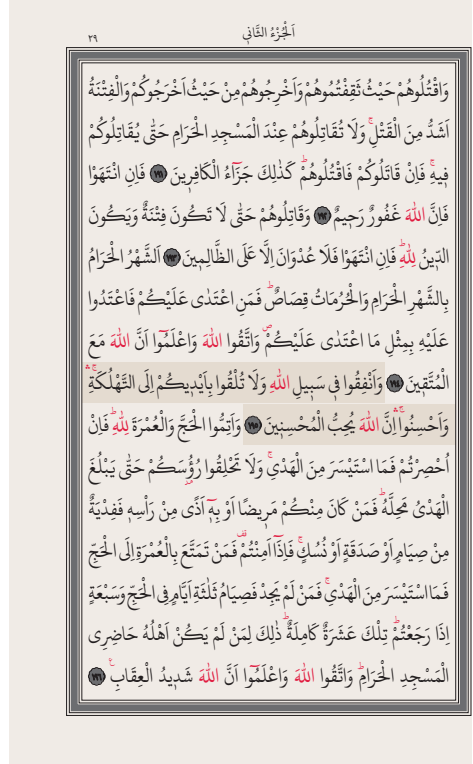 ٢٩
اَلْجُزْءُ الثَّانٖى
وَاقْتُلُوهُمْ حَيْثُ ثَقِفْتُمُوهُمْ وَاَخْرِجُوهُمْ مِنْ حَيْثُ اَخْرَجُوكُمْ وَالْفِتْنَةُ
اَشَدُّ مِنَ الْقَتْلِۚ وَلَا تُقَاتِلُوهُمْ عِنْدَ الْمَسْجِدِ الْحَرَامِ حَتّٰى يُقَاتِلُوكُمْ
فٖيهِۚ فَاِنْ قَاتَلُوكُمْ فَاقْتُلُوهُمْؕ كَذٰلِكَ جَزَٓاءُ الْكَافِرٖينَ ﴿١٩١﴾ فَاِنِ انْتَهَوْا
فَاِنَّ اللّٰهَ غَفُورٌ رَحٖيمٌ ﴿١٩٢﴾ وَقَاتِلُوهُمْ حَتّٰى لَا تَكُونَ فِتْنَةٌ وَيَكُونَ
الدّٖينُ لِلّٰهِؕ فَاِنِ انْتَهَوْا فَلَا عُدْوَانَ اِلَّا عَلَى الظَّالِمٖينَ ﴿١٩٣﴾ اَلشَّهْرُ الْحَرَامُ
بِالشَّهْرِ الْحَرَامِ وَالْحُرُمَاتُ قِصَاصٌؕ فَمَنِ اعْتَدٰى عَلَيْكُمْ فَاعْتَدُوا
عَلَيْهِ بِمِثْلِ مَا اعْتَدٰى عَلَيْكُمْࣕ وَاتَّقُوا اللّٰهَ وَاعْلَمُٓوا اَنَّ اللّٰهَ مَعَ
الْمُتَّقٖينَ ﴿١٩٤﴾ وَاَنْفِقُوا فٖى سَبٖيلِ اللّٰهِ وَلَا تُلْقُوا بِاَيْدٖيكُمْ اِلَى التَّهْلُكَةِۚۛ
وَاَحْسِنُواۚۛ اِنَّ اللّٰهَ يُحِبُّ الْمُحْسِنٖينَ ﴿١٩٥﴾ وَاَتِمُّوا الْحَجَّ وَالْعُمْرَةَ لِلّٰهِؕ فَاِنْ
اُحْصِرْتُمْ فَمَا اسْتَيْسَرَ مِنَ الْهَدْىِۚ وَلَا تَحْلِقُوا رُؤُسَكُمْ حَتّٰى يَبْلُغَ
الْهَدْىُ مَحِلَّهُؕ فَمَنْ كَانَ مِنْكُمْ مَرٖيضًا اَوْ بِهٖٓ اَذًى مِنْ رَاْسِهٖ فَفِدْيَةٌ
مِنْ صِيَامٍ اَوْ صَدَقَةٍ اَوْ نُسُكٍۚ فَاِذَٓا اَمِنْتُمْ۠ فَمَنْ تَمَتَّعَ بِالْعُمْرَةِ اِلَى الْحَجِّ
فَمَا اسْتَيْسَرَ مِنَ الْهَدْىِۚ فَمَنْ لَمْ يَجِدْ فَصِيَامُ ثَلٰثَةِ اَيَّامٍ فِى الْحَجِّ وَسَبْعَةٍ
اِذَا رَجَعْتُمْؕ تِلْكَ عَشَرَةٌ كَامِلَةٌؕ ذٰلِكَ لِمَنْ لَمْ يَكُنْ اَهْلُهُ حَاضِرِى
الْمَسْجِدِ الْحَرَامِؕ وَاتَّقُوا اللّٰهَ وَاعْلَمُٓوا اَنَّ اللّٰهَ شَدٖيدُ الْعِقَابِࣖ ﴿١٩٦﴾